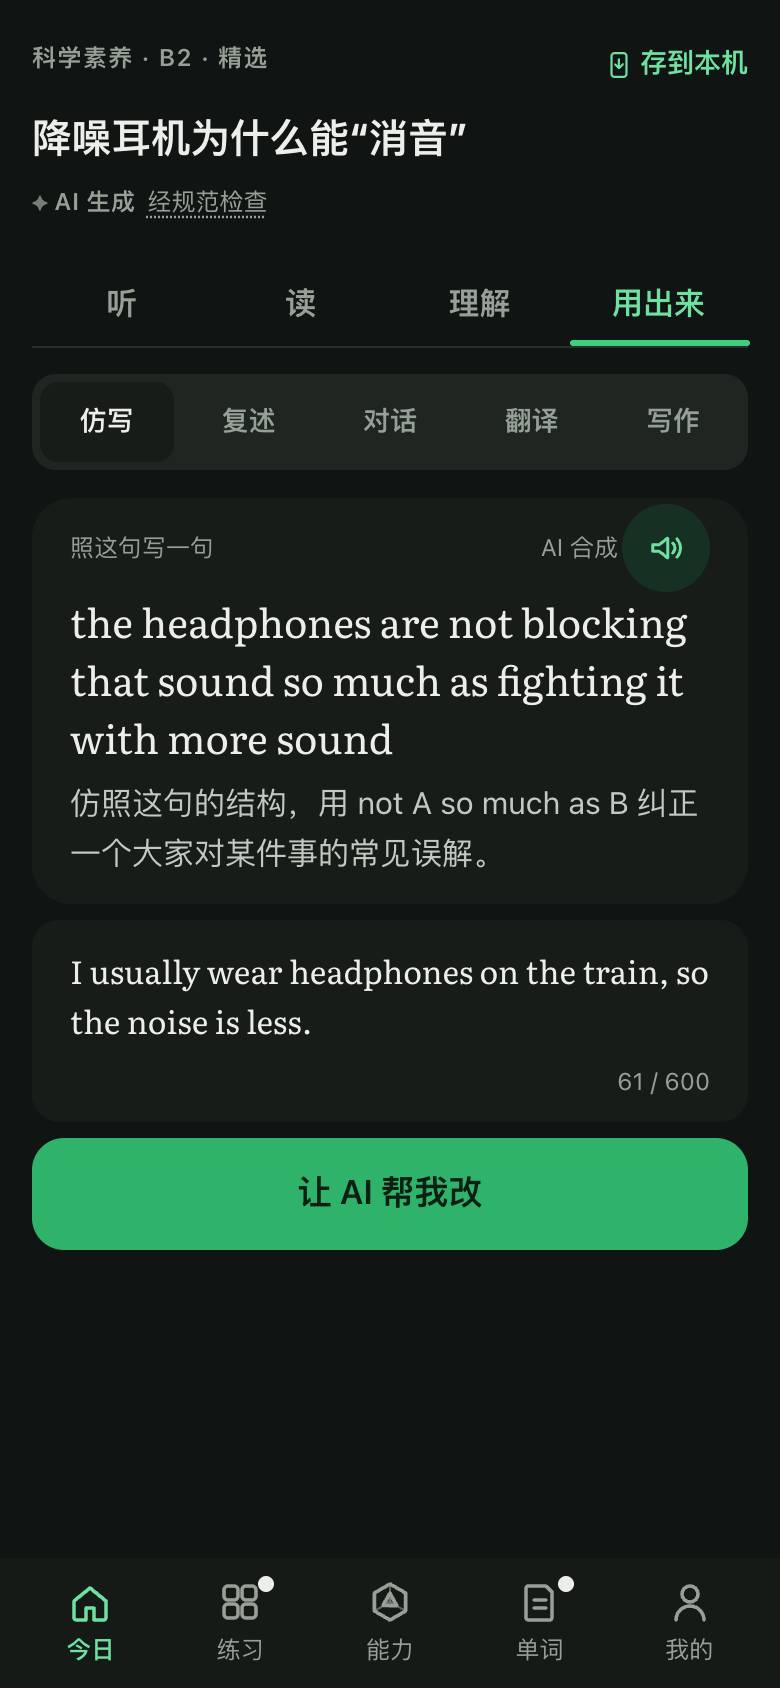 科学素养 · B2 · 精选
存到本机
降噪耳机为什么能“消音”
AI 生成 经规范检查
听 读 理解 用出来
仿写 复述 对话 翻译 写作
照这句写一句 AI 合成
the headphones are not blocking
that sound so much as fighting it
with more sound
仿照这句的结构，用 not A so much as B 纠正
一个大家对某件事的常见误解。
I usually wear headphones on the train, so
the noise is less.
61 / 600
让 AI 帮我改
今日 练习 能力 单词 我的